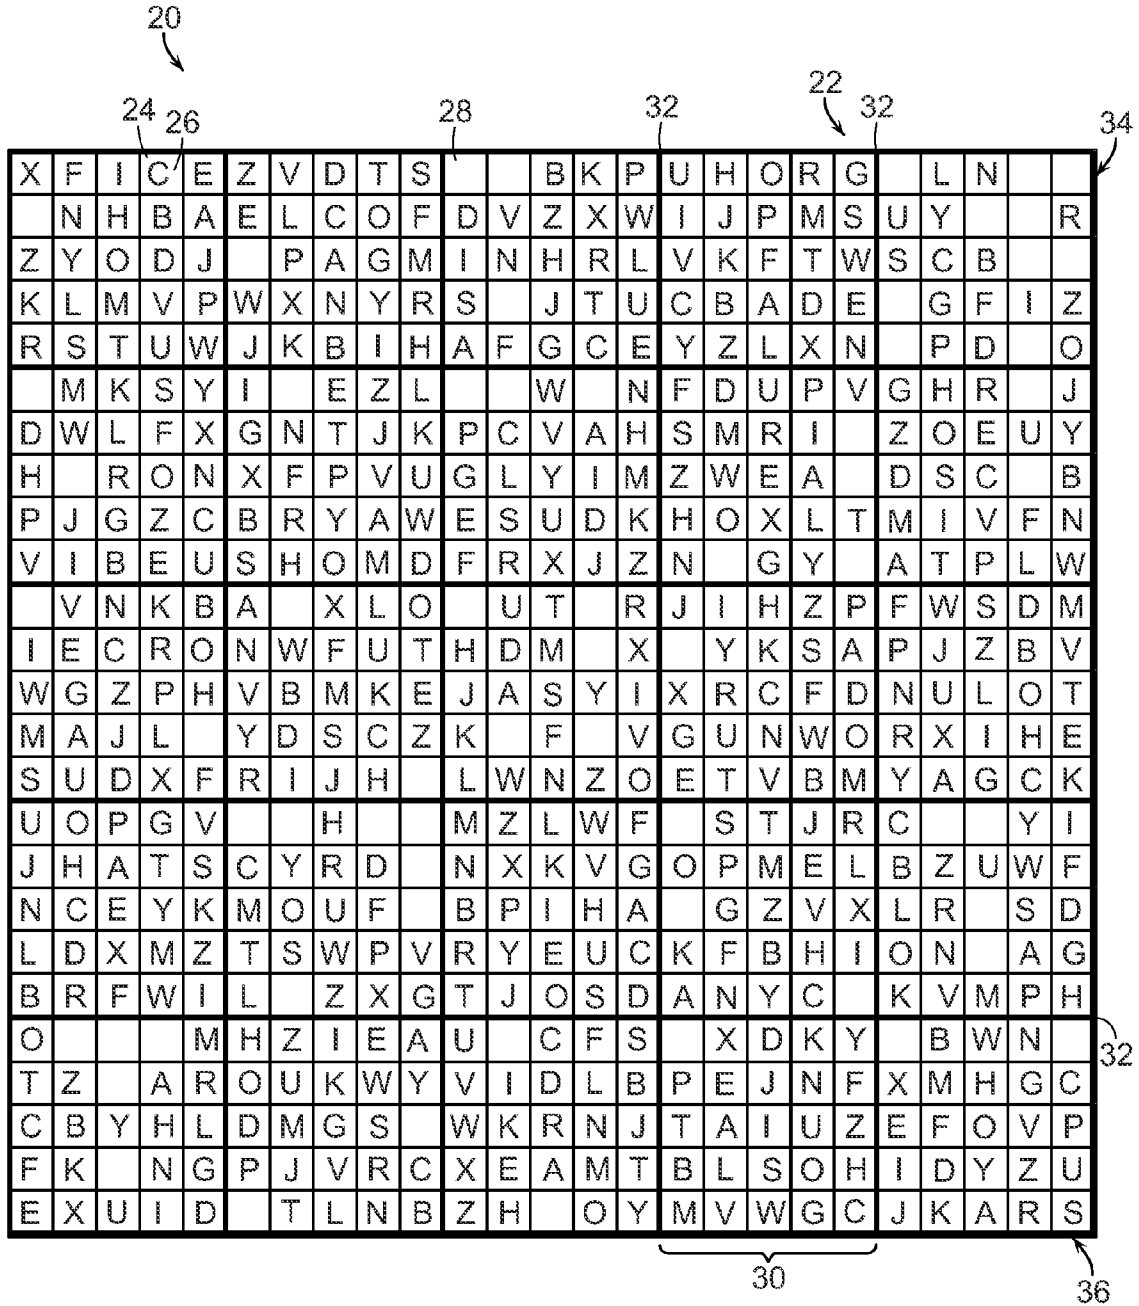 20
24 26 28 32 22 32 34
X F I C E Z V D T S B K P U H O R G L N
N H B A E L C O F D V Z X W I J P M S U Y R
Z Y O D J P A G M I N H R L V K F T W S C B
K L M V P W X N Y R S J T U C B A D E G F I Z
R S T U W J K B I H A F G C E Y Z L X N P D O
M K S Y I E Z L W N F D U P V G H R J
D W L F X G N T J K P C V A H S M R I Z O E U Y
H R O N X F P V U G L Y I M Z W E A D S C B
P J G Z C B R Y A W E S U D K H O X L T M I V F N
V I B E U S H O M D F R X J Z N G Y A T P L W
V N K B A X L O U T R J I H Z P F W S D M
I E C R O N W F U T H D M X Y K S A P J Z B V
W G Z P H V B M K E J A S Y I X R C F D N U L O T
M A J L Y D S C Z K F V G U N W O R X I H E
S U D X F R I J H L W N Z O E T V B M Y A G C K
U O P G V H M Z L W F S T J R C Y I
J H A T S C Y R D N X K V G O P M E L B Z U W F
N C E Y K M O U F B P I H A G Z V X L R S D
L D X M Z T S W P V R Y E U C K F B H I O N A G
B R F W I L Z X G T J O S D A N Y C K V M P H
O M H Z I E A U C F S X D K Y B W N 32
T Z A R O U K W Y V I D L B P E J N F X M H G C
C B Y H L D M G S W K R N J T A I U Z E F O V P
F K N G P J V R C X E A M T B L S O H I D Y Z U
E X U I D T L N B Z H O Y M V W G C J K A R S
30 36